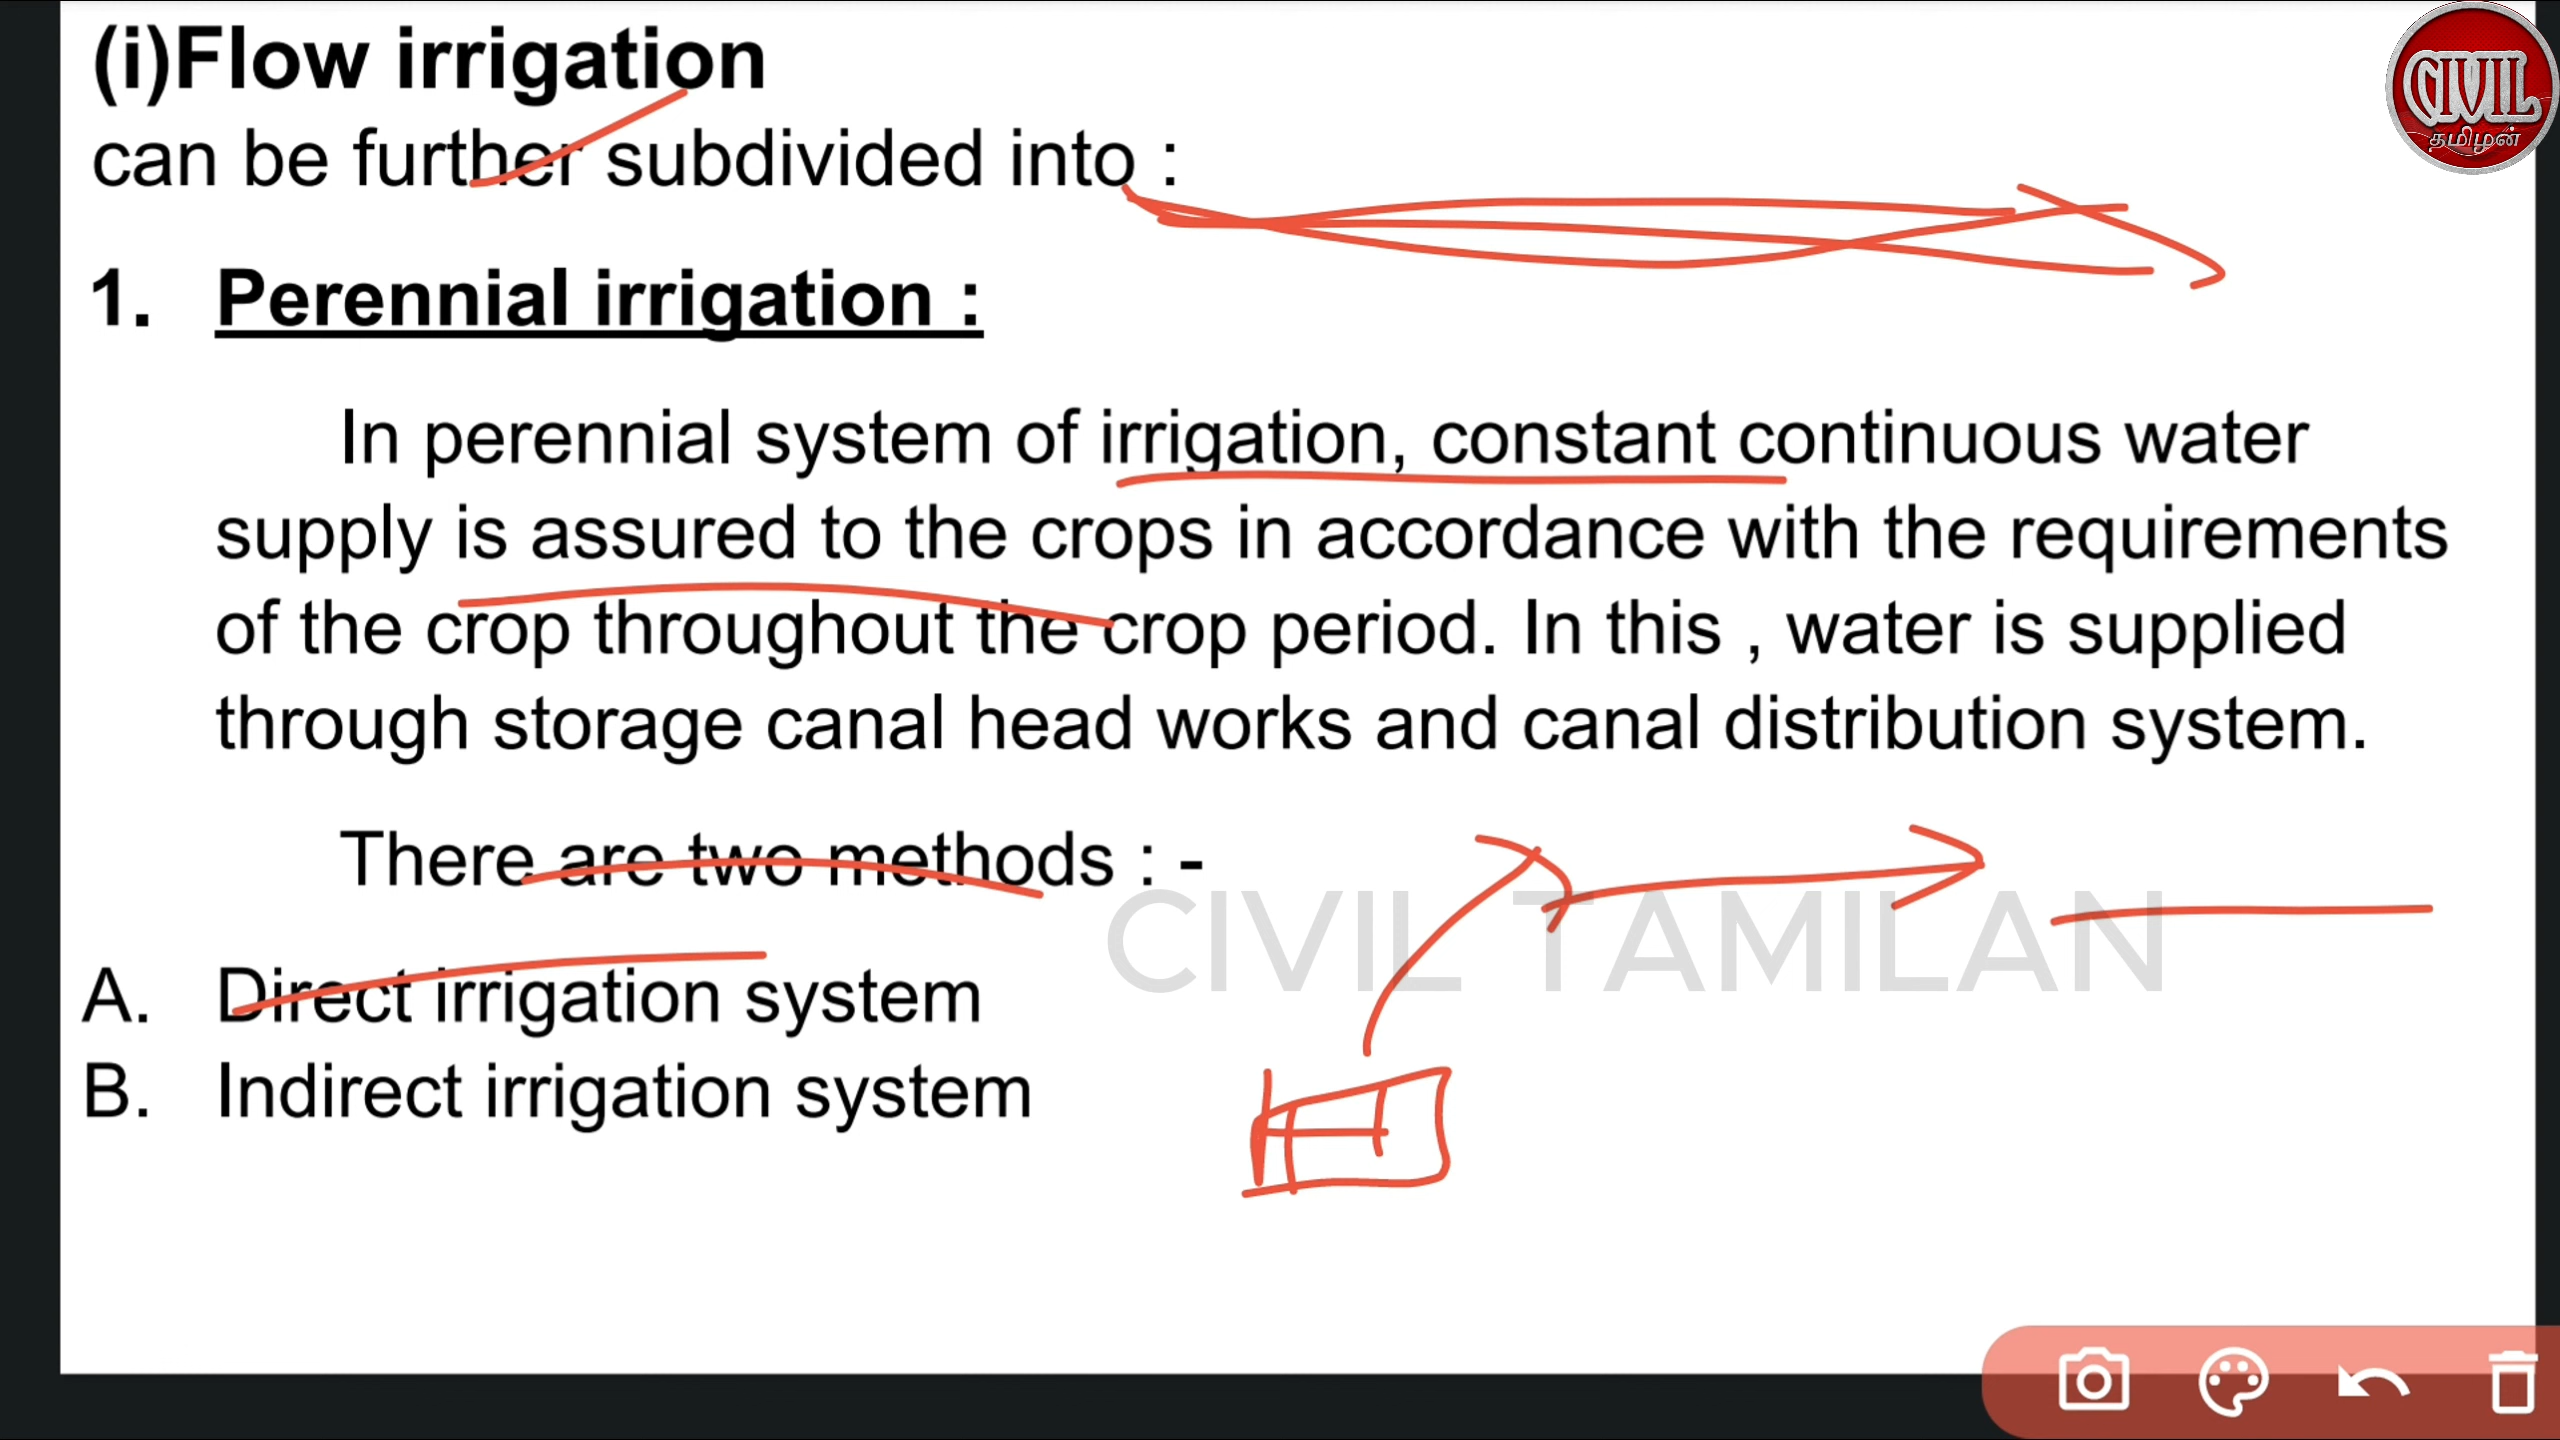 (i)Flow irrigation
can be further subdivided into :
CIVIL
தமிழன்
1. Perennial irrigation :
In perennial system of irrigation, constant continuous water
supply is assured to the crops in accordance with the requirements
of the crop throughout the crop period. In this , water is supplied
through storage canal head works and canal distribution system.
There are two methods : -
CIVIL TAMILAN
A. Direct irrigation system
B. Indirect irrigation system